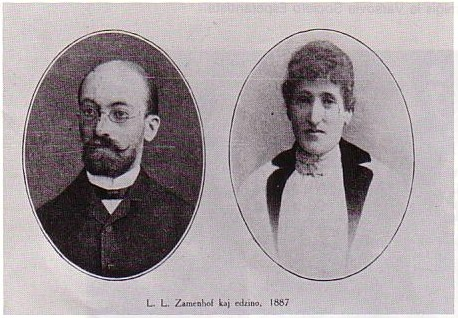 L. L. Zamenhof kaj edzino, 1887